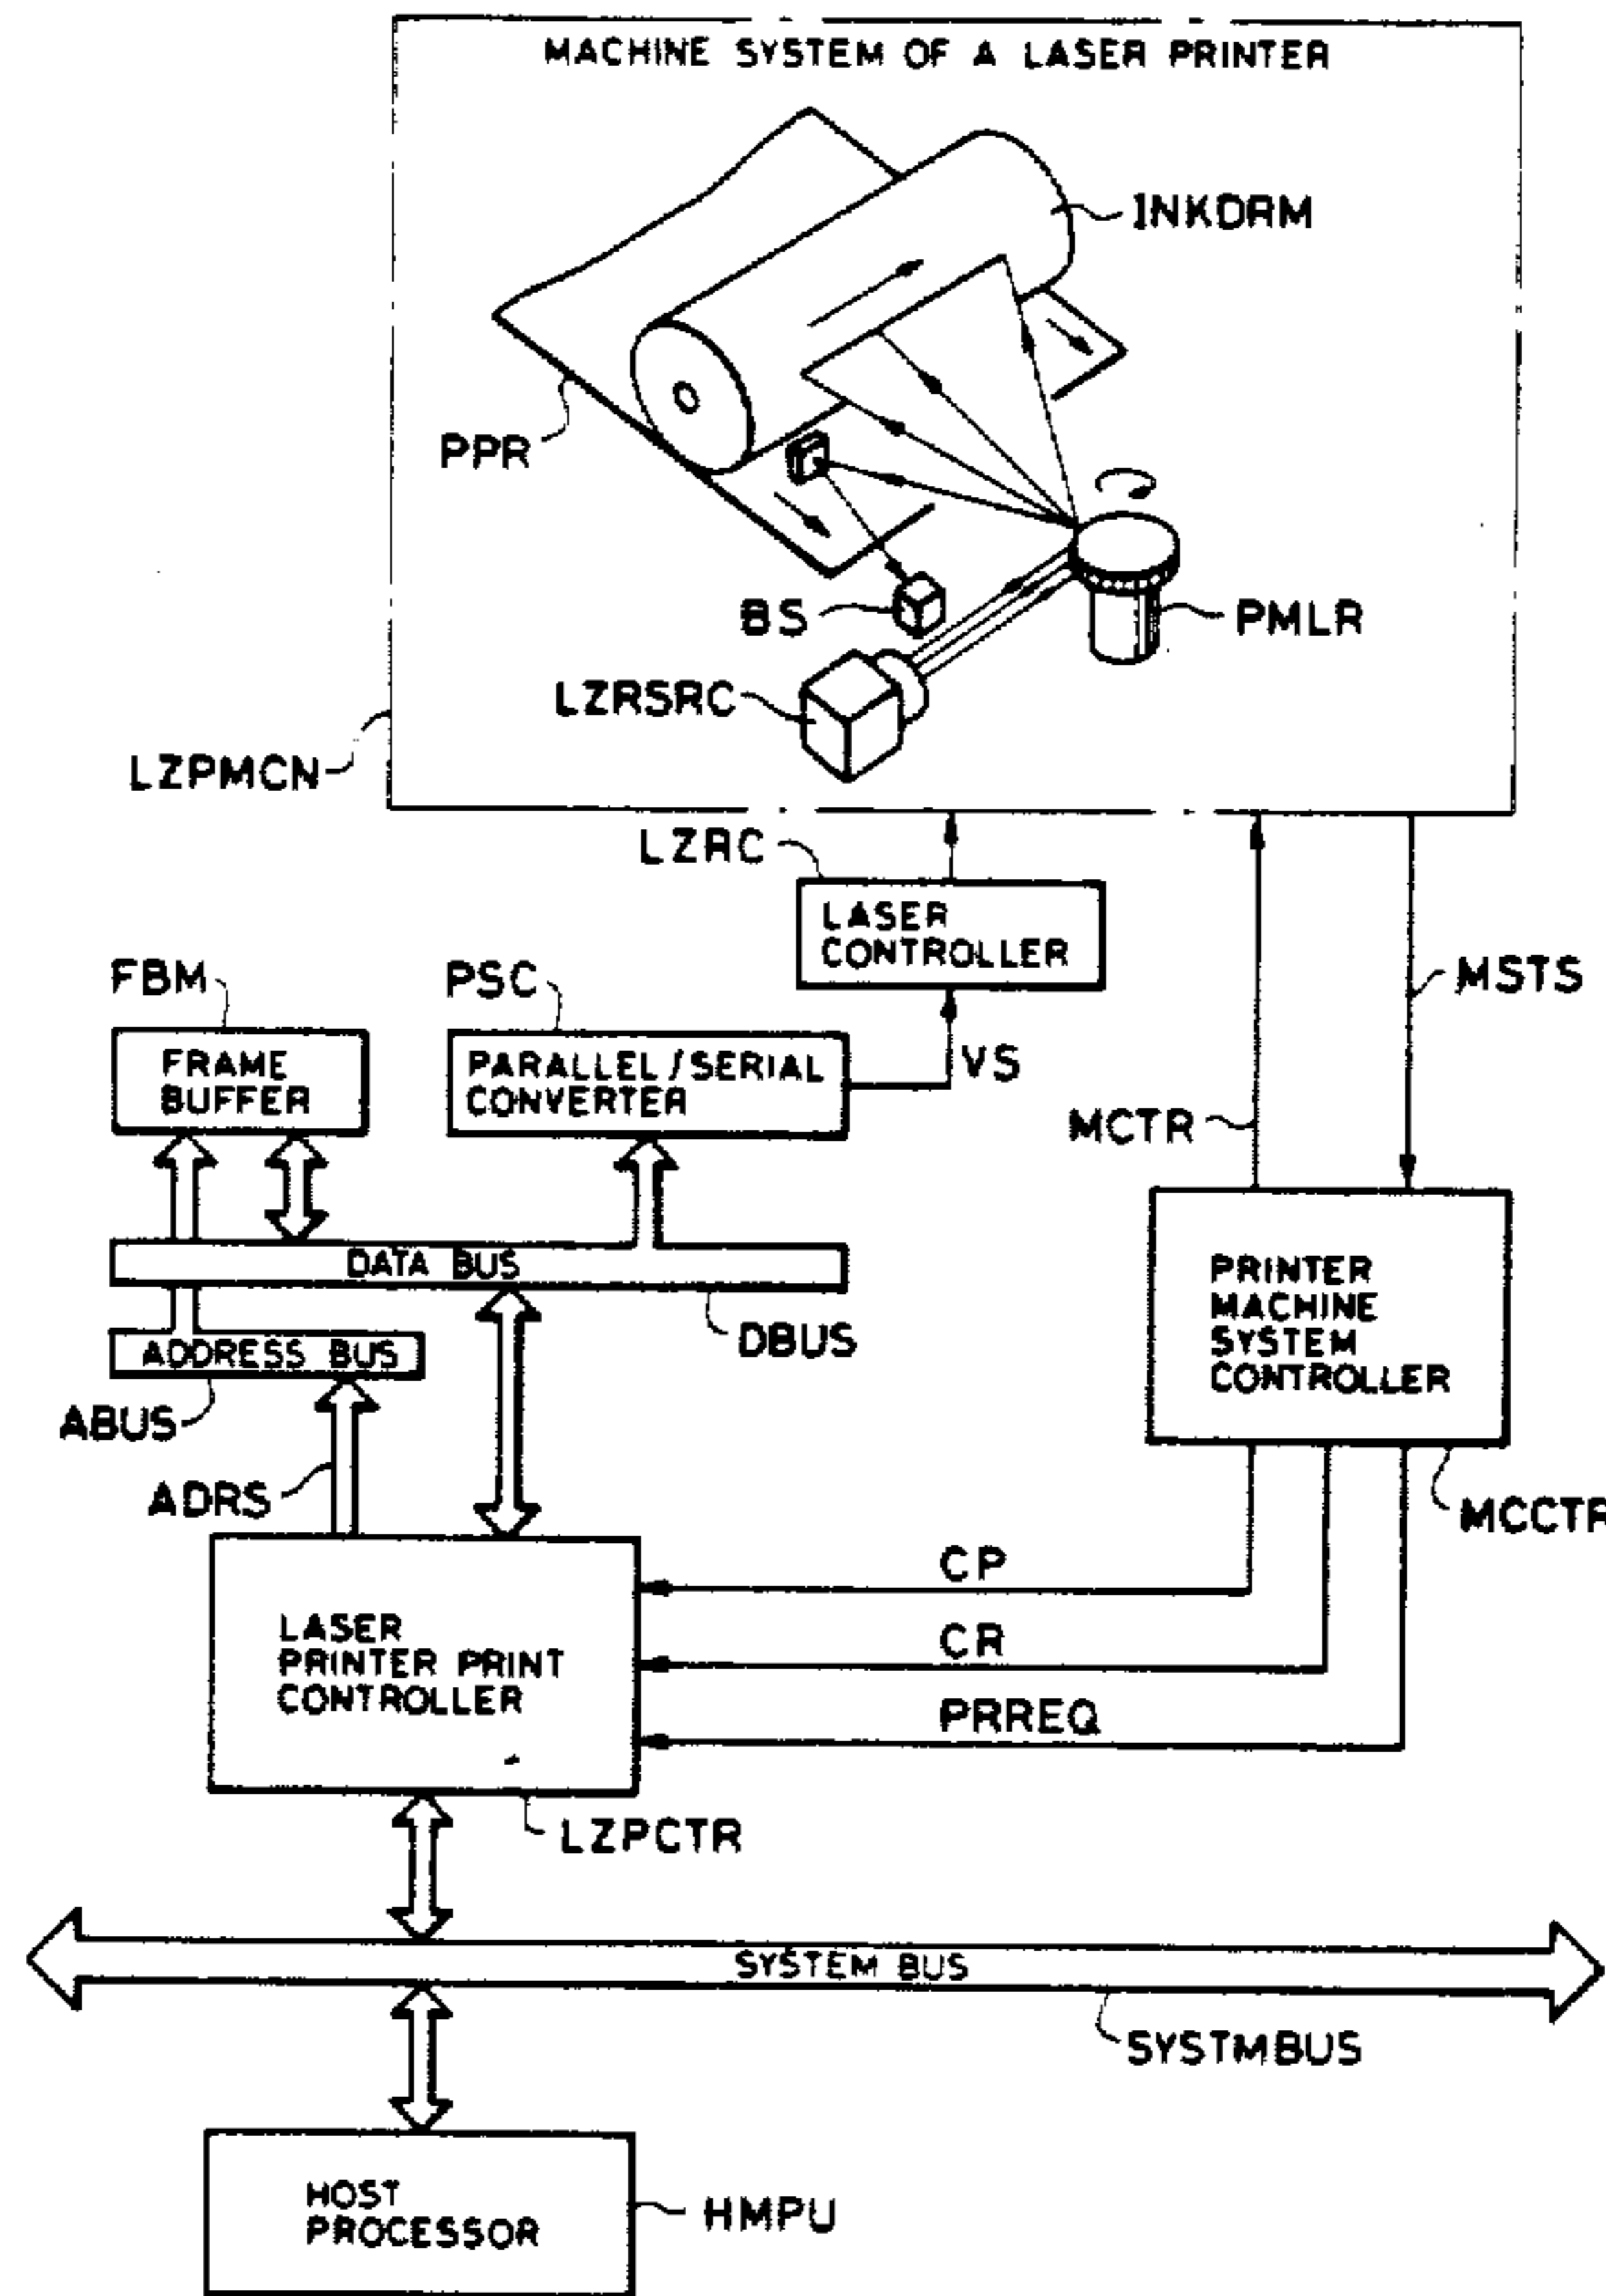 MACHINE SYSTEM OF A LASER PRINTER
INKDRM
PPR
BS
PMLR
LZRSRC
LZPMCN
LZRC
LASER
CONTROLLER
FBM
PSC
MSTS
FRAME
BUFFER
PARALLEL/SERIAL
CONVERTER
VS
MCTR
DATA BUS
PRINTER
MACHINE
SYSTEM
CONTROLLER
DBUS
ADDRESS BUS
ABUS
ADRS
MCCTR
CP
LASER
PRINTER PRINT
CONTROLLER
CR
PRREQ
LZPCTR
SYSTEM BUS
SYSTMBUS
HOST
PROCESSOR
HMPU